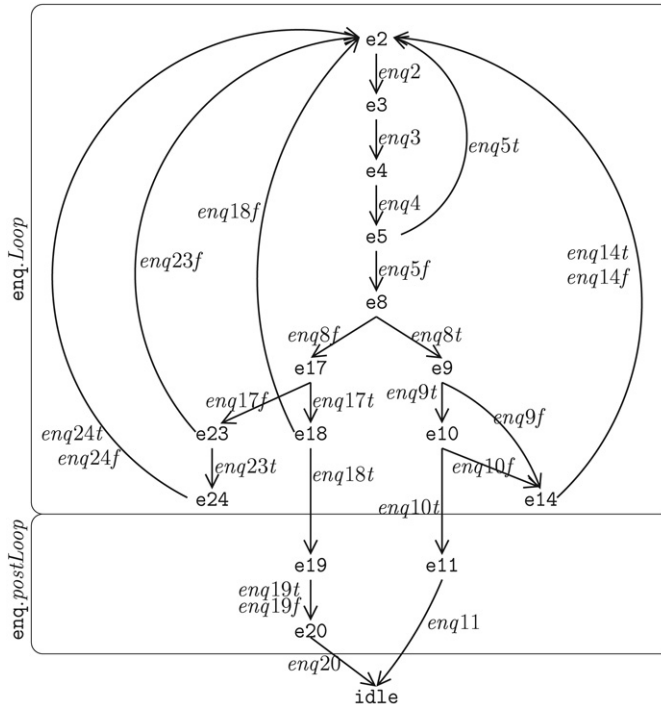 e2
enq2
e3
enq3
enq5t
e4
enq4
enq18f
e5
enq.Loop
enq23f
enq5f
enq14t
enq14f
e8
enq8f
enq8t
e17
e9
enq17f
enq17t
enq9t
enq9f
e23
e18
e10
enq24t
enq24f
enq23t
enq18t
enq10f
e24
e14
enq10t
e19
e11
enq.postLoop
enq19t
enq19f
enq11
e20
enq20
idle